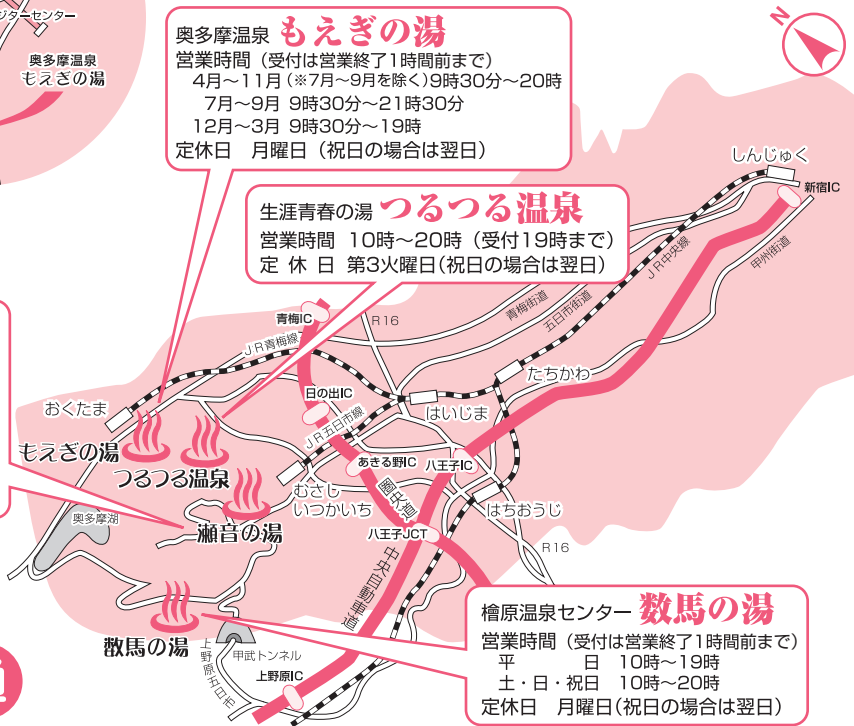 ジターセンター
奥多摩温泉
もえぎの湯
奥多摩温泉 もえぎの湯
営業時間（受付は営業終了1時間前まで）
4月～11月（※7月～9月を除く）9時30分～20時
7月～9月 9時30分～21時30分
12月～3月 9時30分～19時
定休日 月曜日（祝日の場合は翌日）
生涯青春の湯 つるつる温泉
営業時間 10時～20時（受付19時まで）
定休日 第3火曜日（祝日の場合は翌日）
N
しんじゅく
新宿IC
JR中央線
甲州街道
青梅街道
五日市街道
青梅IC
R16
JR青梅線
日の出IC
たちかわ
おくたま
はいじま
JR五日市線
もえぎの湯
つるつる温泉
あきる野IC
八王子IC
むさし
いつかいち
圏央道
はちおうじ
瀬音の湯
奥多摩湖
八王子JCT
R16
中央自動車道
数馬の湯
甲武トンネル
上野原五日市
上野原IC
檜原温泉センター 数馬の湯
営業時間（受付は営業終了1時間前まで）
平日 10時～19時
土・日・祝日 10時～20時
定休日 月曜日（祝日の場合は翌日）